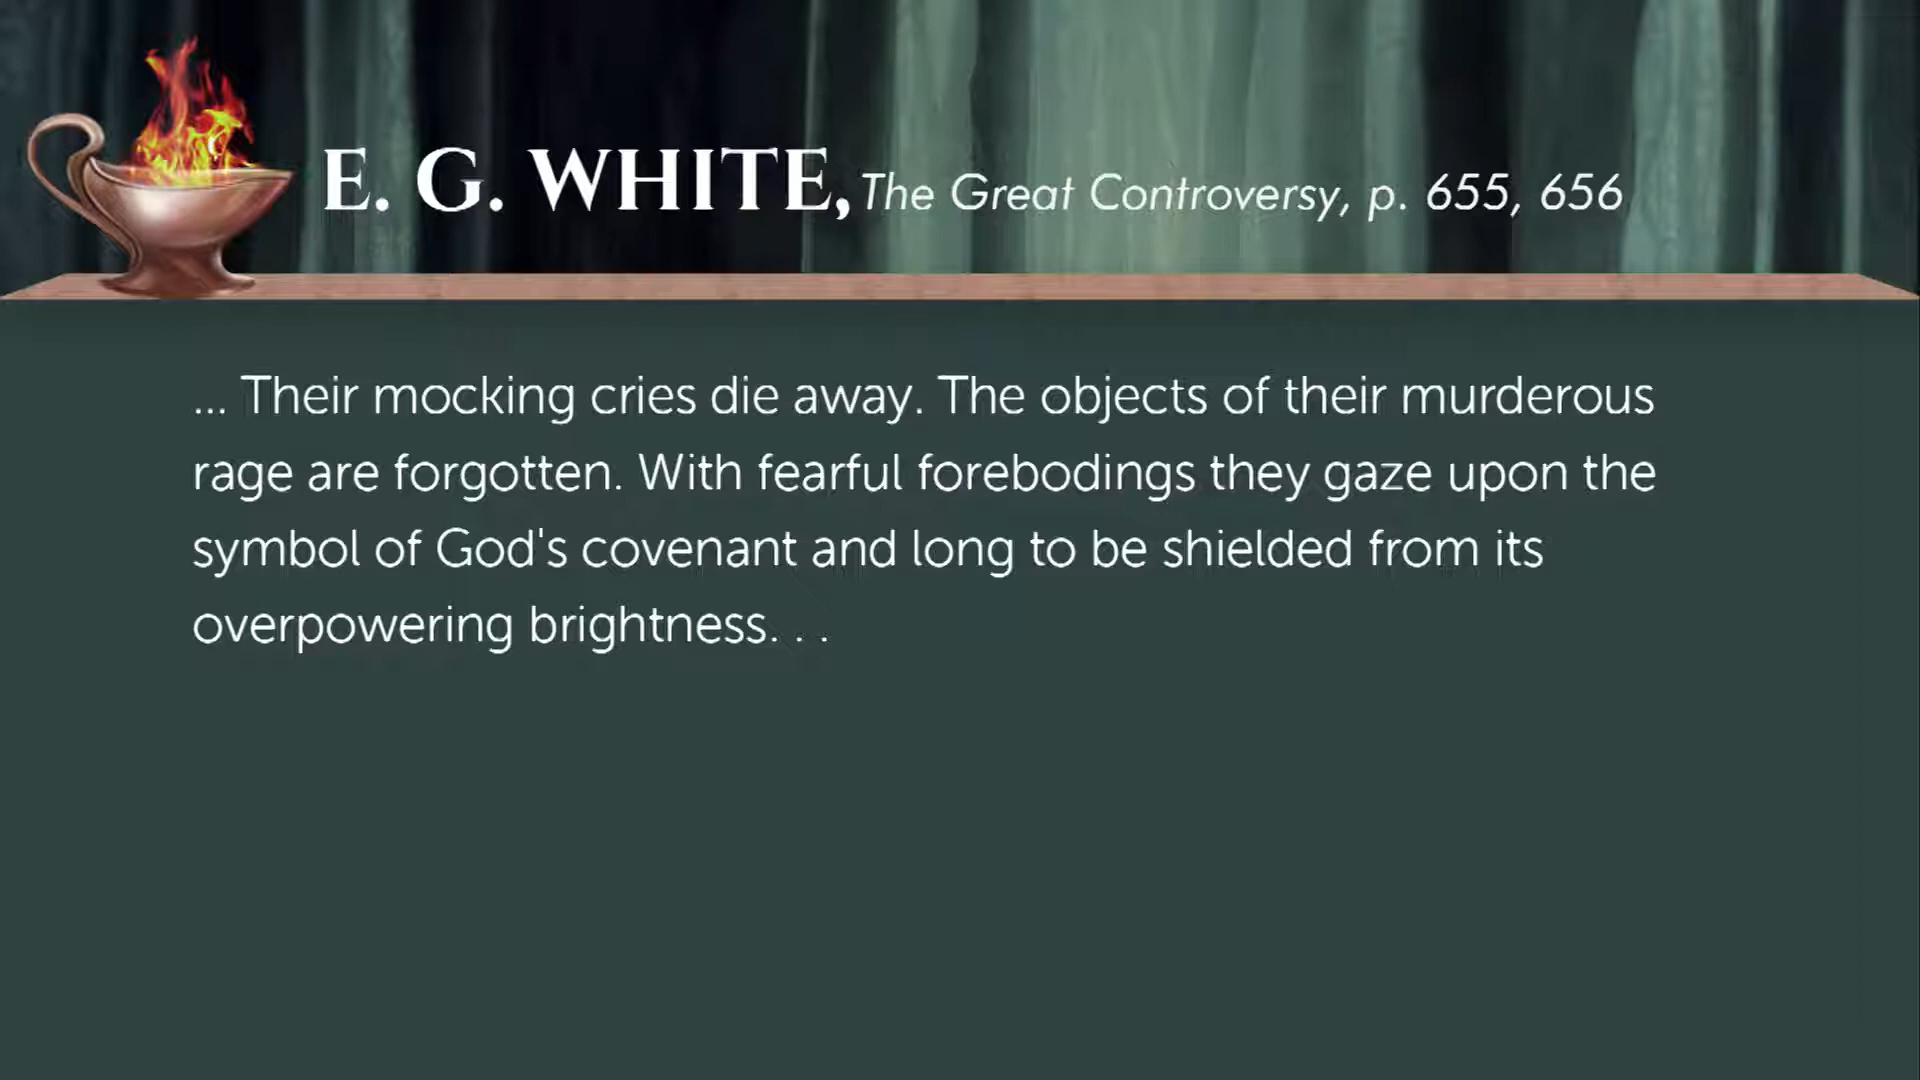 E. G. WHITE, The Great Controversy, p. 655, 656
... Their mocking cries die away. The objects of their murderous
rage are forgotten. With fearful forebodings they gaze upon the
symbol of God's covenant and long to be shielded from its
overpowering brightness. . .